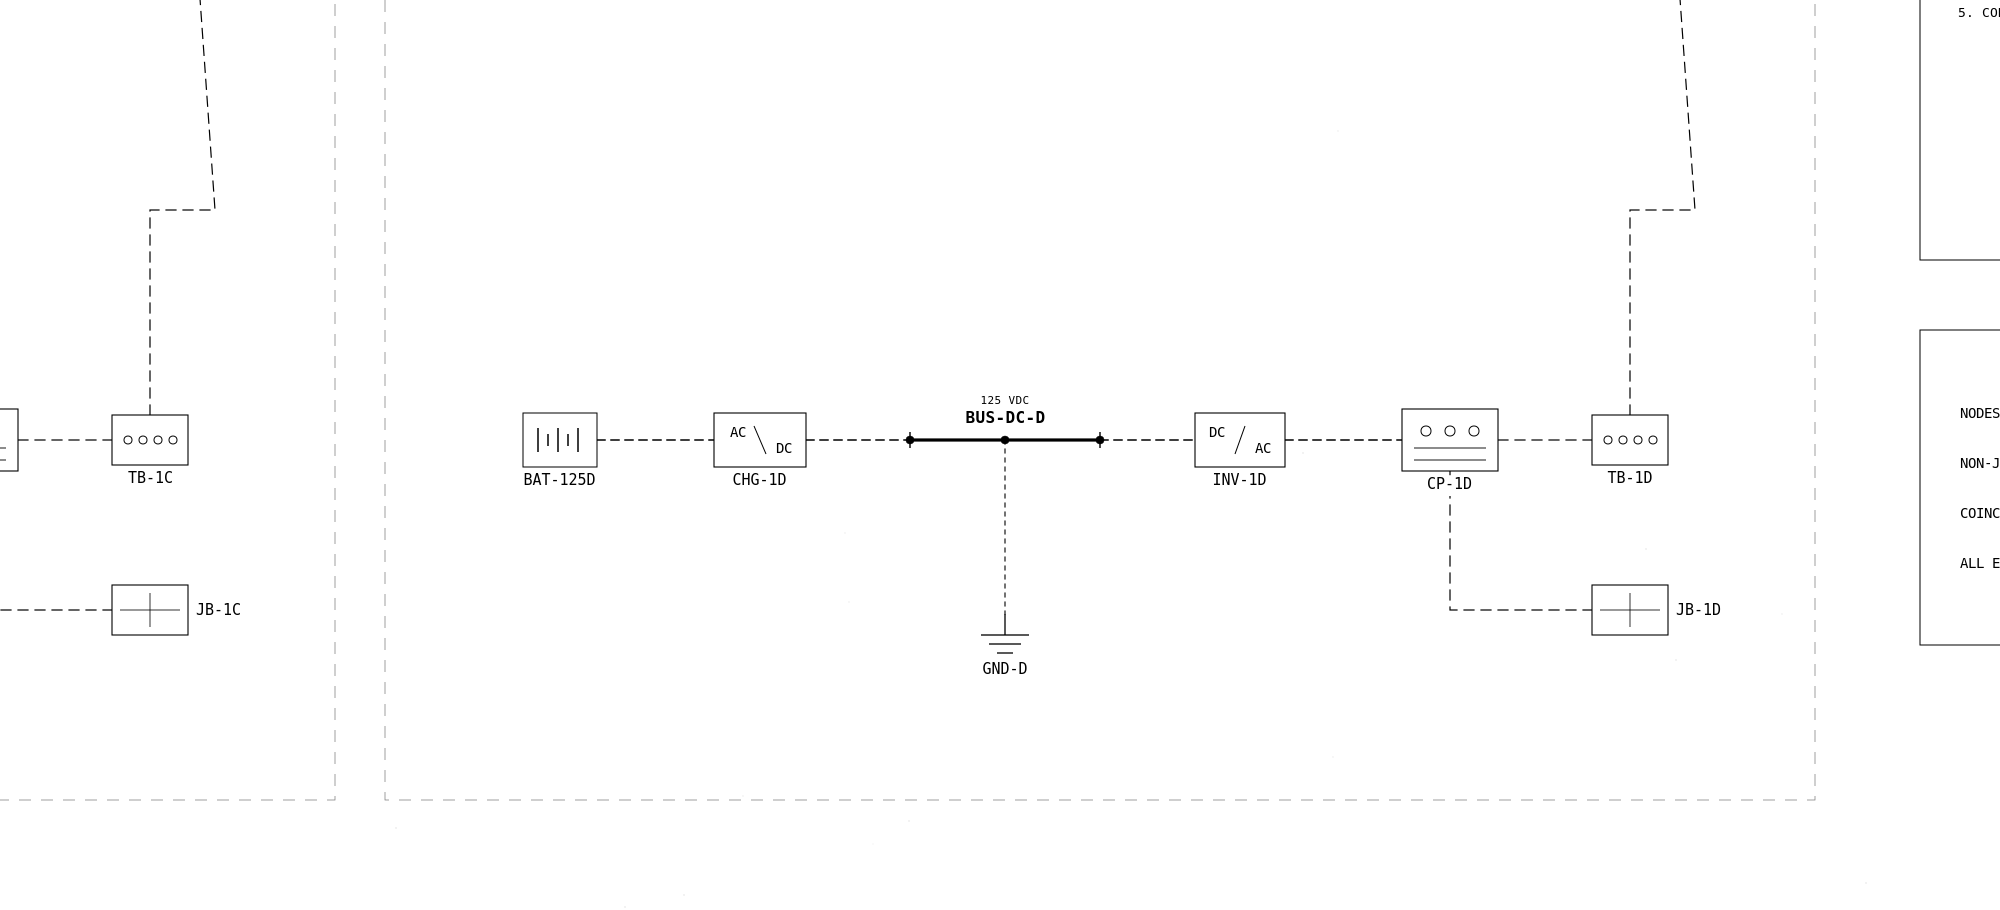 5.
125 VDC
BUS-DC-D
AC
DC
DC
AC
BAT-125D
CHG-1D
INV-1D
CP-1D
TB-1C
TB-1D
JB-1C
JB-1D
GND-D
NODES
NON-J
COINC
ALL E